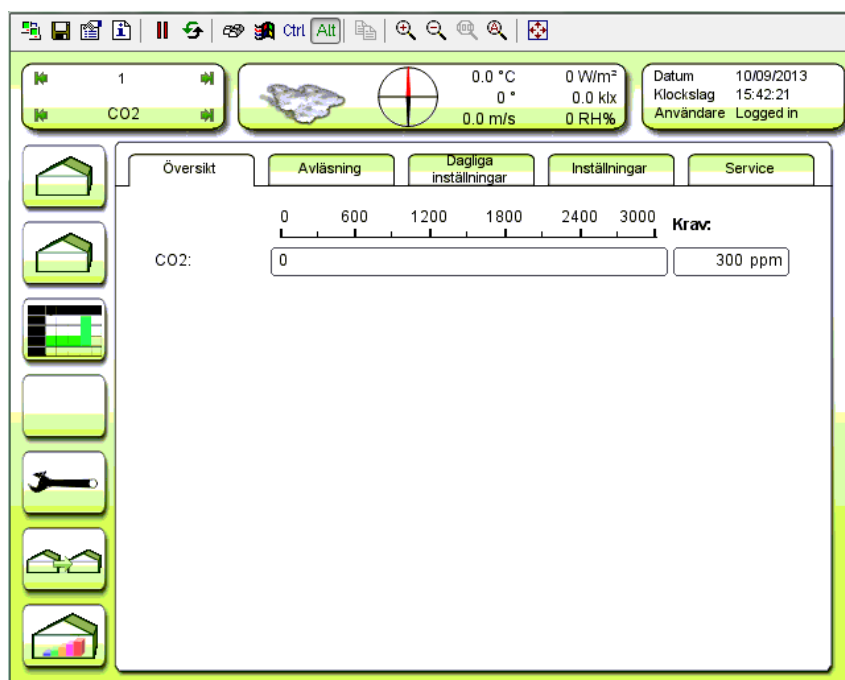 Ctrl Alt
1
CO2
0.0 °C 0 W/m²
0 ° 0.0 klx
0.0 m/s 0 RH%
Datum 10/09/2013
Klockslag 15:42:21
Användare Logged in
Översikt
Avläsning
Dagliga
inställningar
Inställningar
Service
0 600 1200 1800 2400 3000
Krav:
CO2:
0
300 ppm